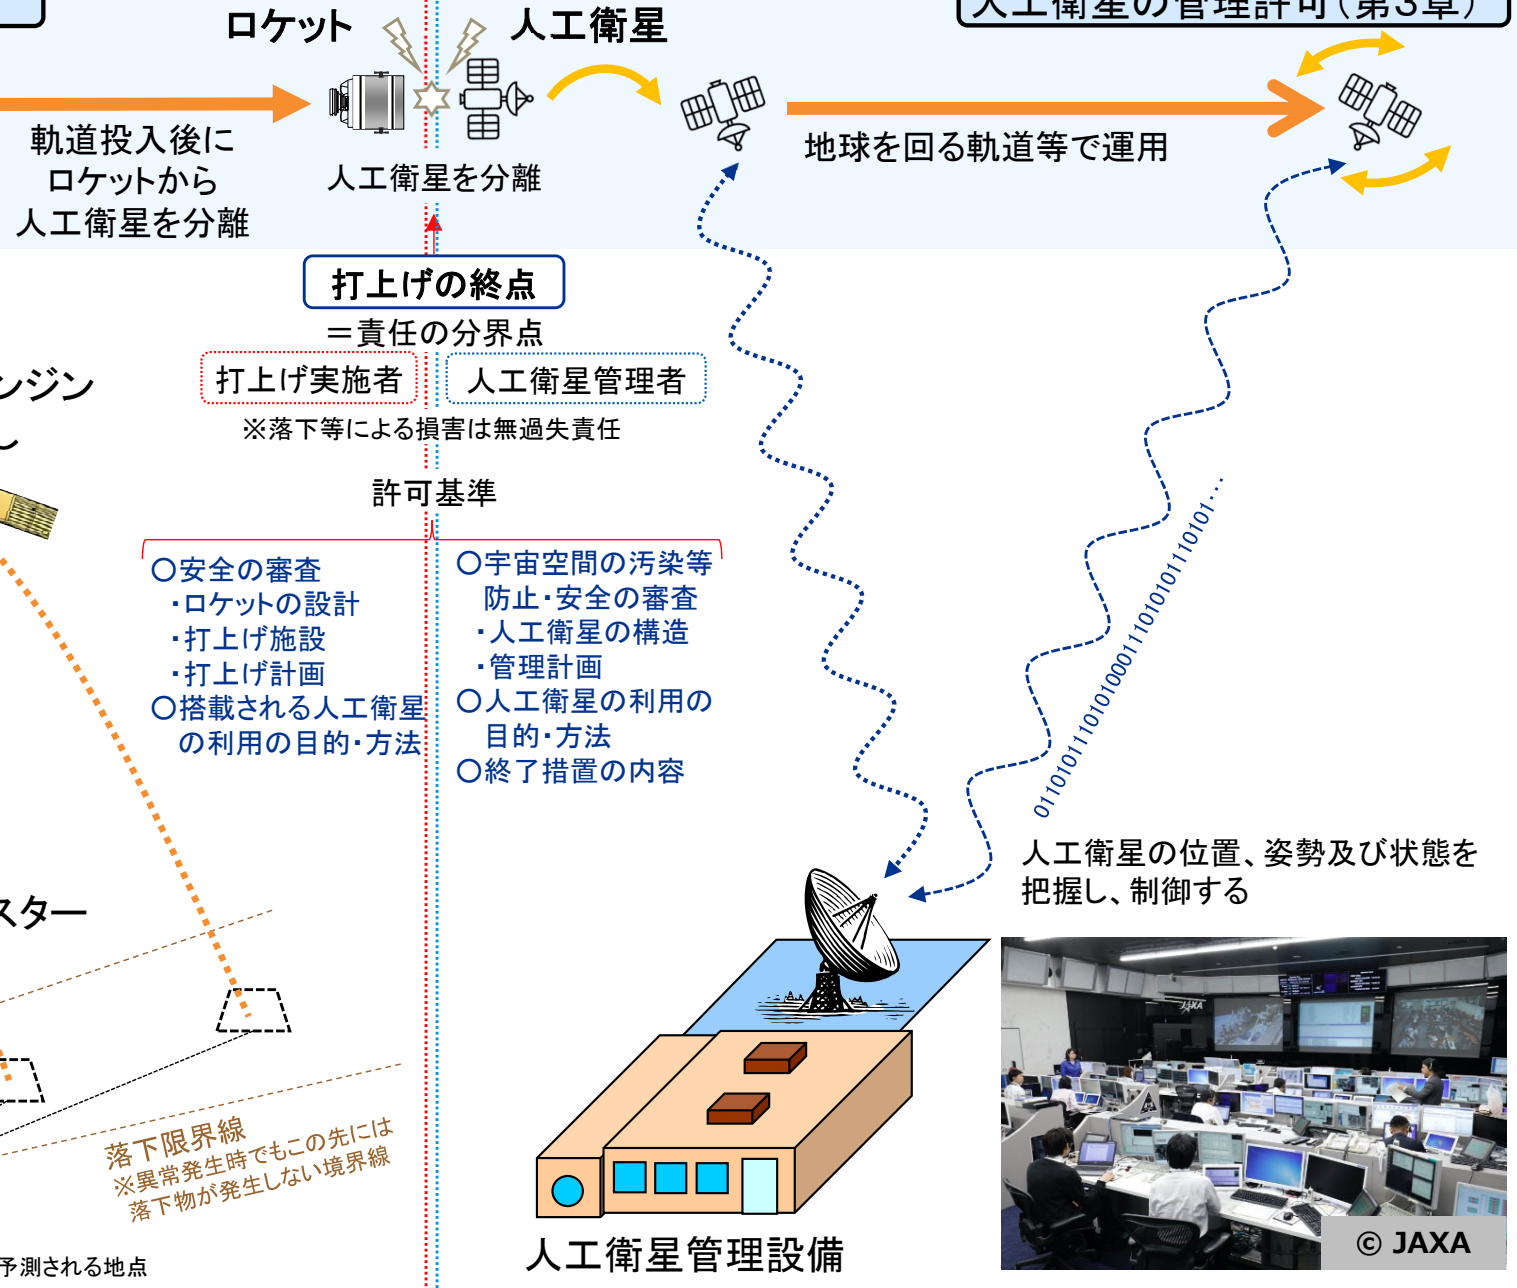 ロケット
人工衛星
人工衛星の管理許可(第3章)
軌道投入後に
ロケットから
人工衛星を分離
人工衛星を分離
地球を回る軌道等で運用
打上げの終点
＝責任の分界点
打上げ実施者
人工衛星管理者
※落下等による損害は無過失責任
許可基準
○安全の審査
・ロケットの設計
・打上げ施設
・打上げ計画
○搭載される人工衛星
の利用の目的・方法
○宇宙空間の汚染等
防止・安全の審査
・人工衛星の構造
・管理計画
○人工衛星の利用の
目的・方法
○終了措置の内容
ンジン
し
スター
人工衛星の位置、姿勢及び状態を
把握し、制御する
落下限界線
※異常発生時でもこの先には
落下物が発生しない境界線
予測される地点
人工衛星管理設備
JAXA
© JAXA